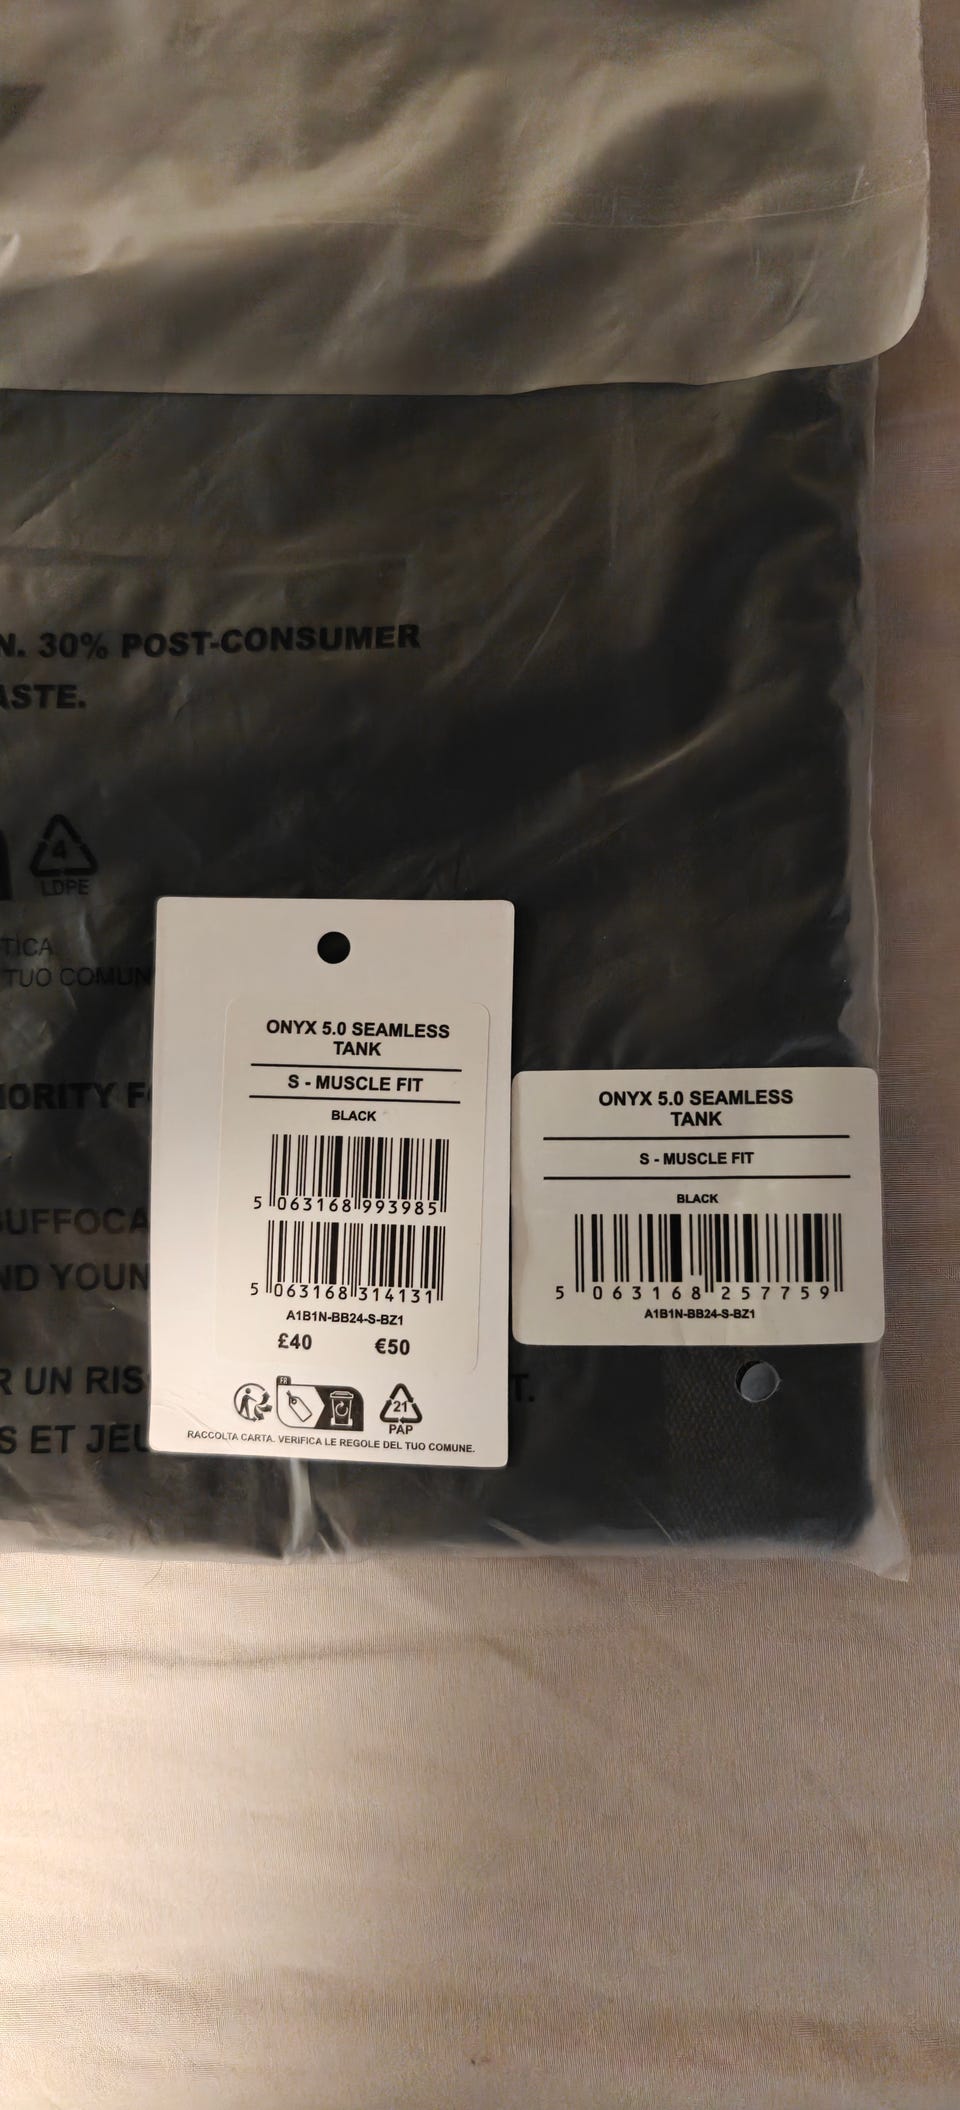 N. 30% POST-CONSUMER
ASTE.
4
LDPE
TICA
TUO COMUN
IORITY F
SUFFOCA
ND YOUN
R UN RIS
T.
S ET JEU
ONYX 5.0 SEAMLESS
TANK
S - MUSCLE FIT
BLACK
5 063168 993985
5 063168 314131
A1B1N-BB24-S-BZ1
£40 €50
FR
21
PAP
RACCOLTA CARTA. VERIFICA LE REGOLE DEL TUO COMUNE.
ONYX 5.0 SEAMLESS
TANK
S - MUSCLE FIT
BLACK
5 063168 257759
A1B1N-BB24-S-BZ1